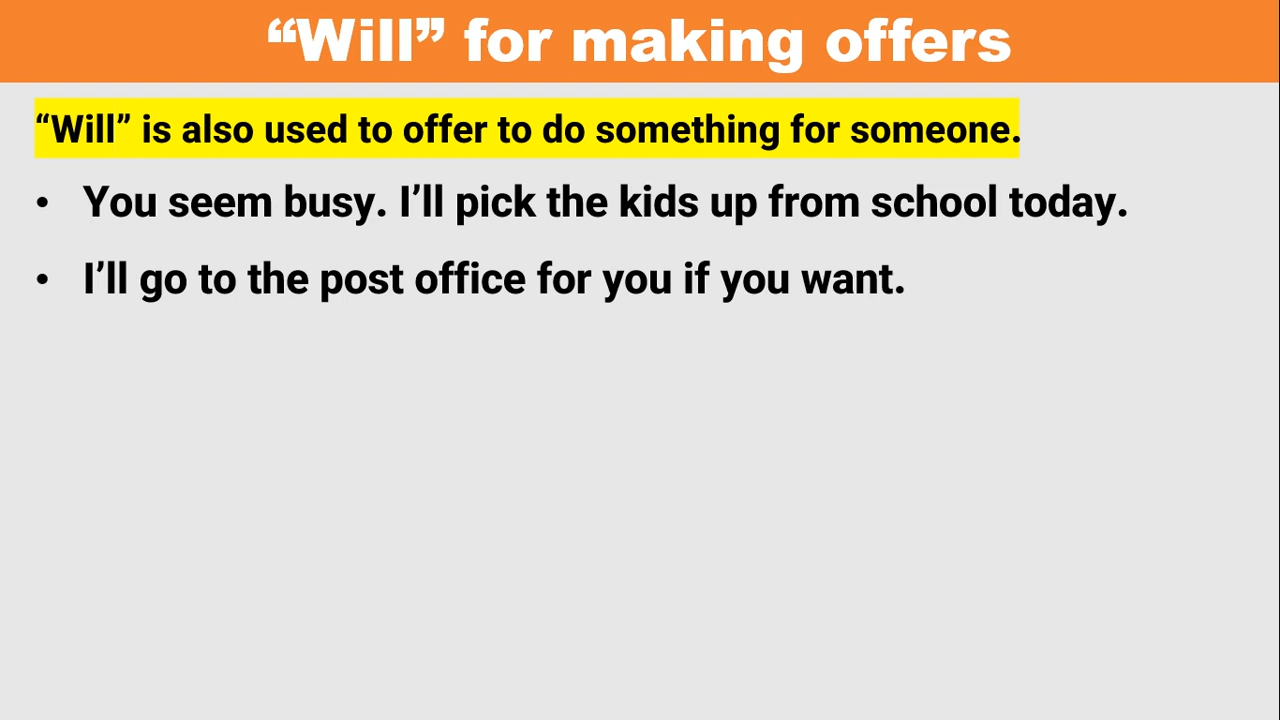 “Will” for making offers
“Will” is also used to offer to do something for someone.
• You seem busy. I’ll pick the kids up from school today.
• I’ll go to the post office for you if you want.